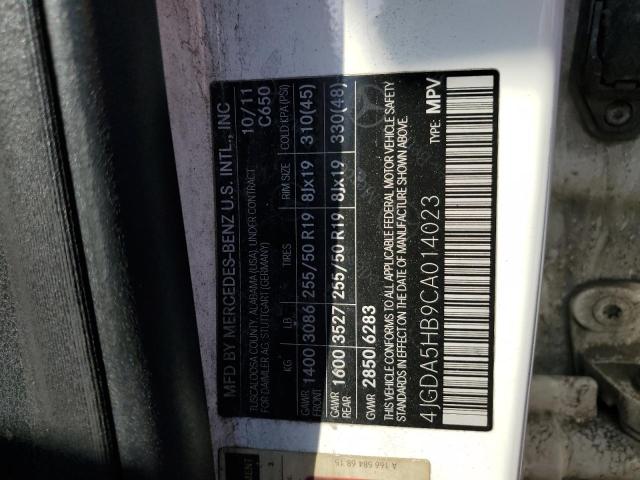 MFD BY MERCEDES-BENZ U.S. INTL., INC
TUSCALOOSA COUNTY, ALABAMA (USA), UNDER CONTRACT
FOR DAIMLER AG STUTTGART (GERMANY)
10/11
C650
KG LB TIRES RIM SIZE COLD KPA (PSI)
GAWR FRONT 1400 3086 255/50 R19 8Jx19 310(45)
GAWR REAR 1600 3527 255/50 R19 8Jx19 330(48)
GVWR 2850 6283
THIS VEHICLE CONFORMS TO ALL APPLICABLE FEDERAL MOTOR VEHICLE SAFETY
STANDARDS IN EFFECT ON THE DATE OF MANUFACTURE SHOWN ABOVE.
4JGDA5HB9CA014023 TYPE: MPV
A 166 584 68 15